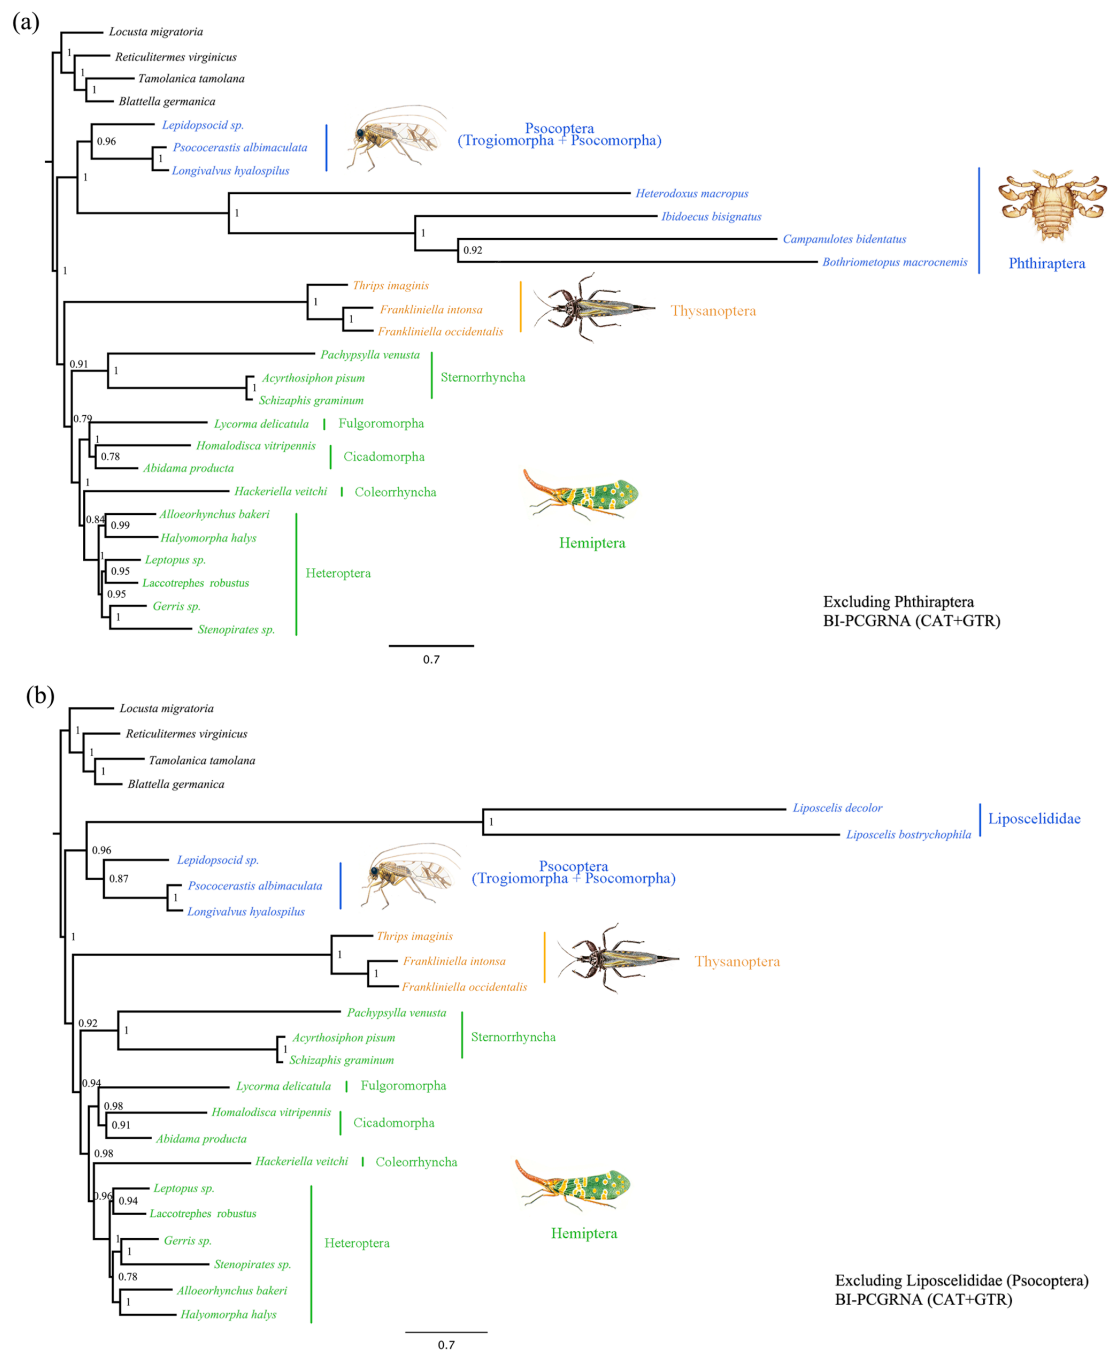 (a)
Locusta migratoria
1
Reticulitermes virginicus
1
Tamolanica tamolana
1
Blattella germanica
Lepidopsocid sp.
0.96
Psococerastis albimaculata
1
Longivalvus hyalospilus
Psocoptera
(Trogiomorpha + Psocomorpha)
1
Heterodoxus macropus
1
Ibidoecus bisignatus
1
Campanulotes bidentatus
0.92
Bothriometopus macrocnemis
Phthiraptera
1
Thrips imaginis
1
Frankliniella intonsa
1
Frankliniella occidentalis
Thysanoptera
0.91
Pachypsylla venusta
1
Acyrthosiphon pisum
1
Schizaphis graminum
Sternorrhyncha
0.79
Lycorma delicatula
Fulgoromorpha
1
Homalodisca vitripennis
0.78
Abidama producta
Cicadomorpha
1
Hackeriella veitchi
Coleorrhyncha
0.84
Alloeorhynchus bakeri
0.99
Halyomorpha halys
1
Leptopus sp.
0.95
Laccotrephes robustus
0.95
Gerris sp.
1
Stenopirates sp.
Heteroptera
Hemiptera
Excluding Phthiraptera
BI-PCGRNA (CAT+GTR)
0.7
(b)
Locusta migratoria
1
Reticulitermes virginicus
1
Tamolanica tamolana
1
Blattella germanica
Liposcelis decolor
1
Liposcelis bostrychophila
Liposcelididae
0.96
Lepidopsocid sp.
0.87
Psococerastis albimaculata
1
Longivalvus hyalospilus
Psocoptera
(Trogiomorpha + Psocomorpha)
1
Thrips imaginis
1
Frankliniella intonsa
1
Frankliniella occidentalis
Thysanoptera
0.92
Pachypsylla venusta
1
Acyrthosiphon pisum
1
Schizaphis graminum
Sternorrhyncha
0.94
Lycorma delicatula
Fulgoromorpha
0.98
Homalodisca vitripennis
0.91
Abidama producta
Cicadomorpha
0.98
Hackeriella veitchi
Coleorrhyncha
0.96
Leptopus sp.
0.94
Laccotrephes robustus
1
Gerris sp.
1
Stenopirates sp.
0.78
Alloeorhynchus bakeri
1
Halyomorpha halys
Heteroptera
Hemiptera
Excluding Liposcelididae (Psocoptera)
BI-PCGRNA (CAT+GTR)
0.7